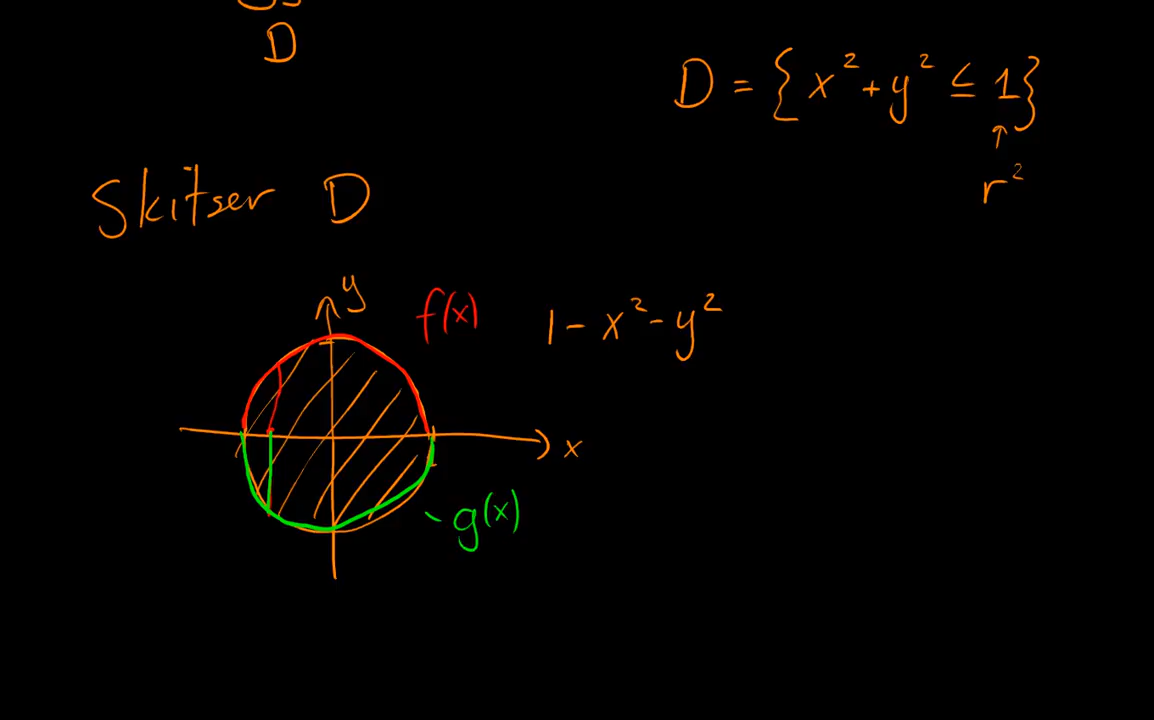 D
D = {x² + y² ≤ 1}
↑
r²
Skitser D
y
f(x)
1 - x² - y²
x
g(x)